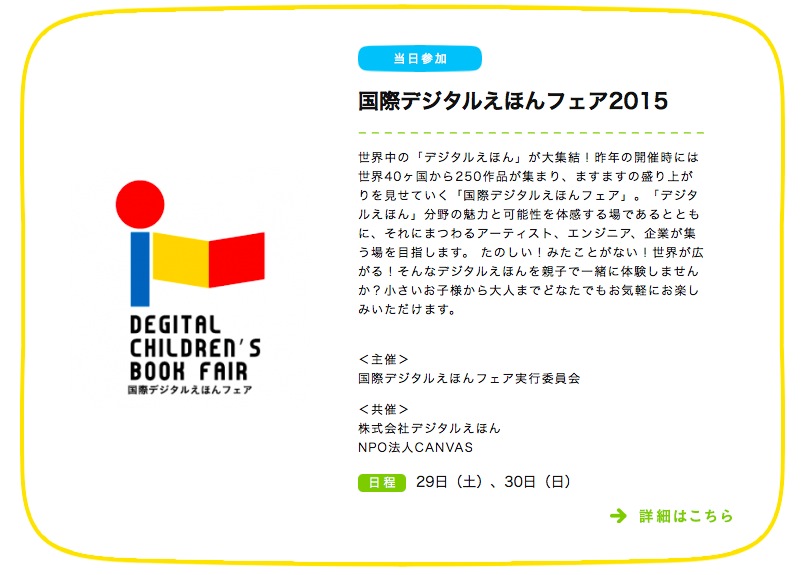 当日参加
国際デジタルえほんフェア2015
世界中の「デジタルえほん」が大集結！昨年の開催時には
世界40ヶ国から250作品が集まり、ますますの盛り上が
りを見せていく「国際デジタルえほんフェア」。「デジタ
ルえほん」分野の魅力と可能性を体感する場であるととも
に、それにまつわるアーティスト、エンジニア、企業が集
う場を目指します。 たのしい！みたことがない！世界が広
がる！そんなデジタルえほんを親子で一緒に体験しません
か？小さいお子様から大人までどなたでもお気軽にお楽し
みいただけます。
＜主催＞
国際デジタルえほんフェア実行委員会
＜共催＞
株式会社デジタルえほん
NPO法人CANVAS
日程 29日（土）、30日（日）
詳細はこちら
DEGITAL
CHILDREN'S
BOOK FAIR
国際デジタルえほんフェア